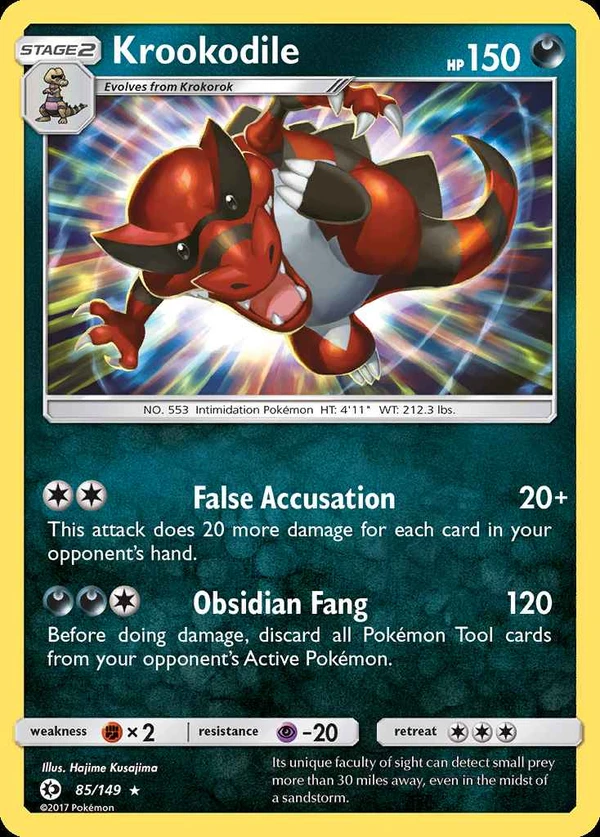 STAGE2 Krookodile HP 150
Evolves from Krokorok
NO. 553 Intimidation Pokémon HT: 4'11" WT: 212.3 lbs.
False Accusation 20+
This attack does 20 more damage for each card in your
opponent's hand.
Obsidian Fang 120
Before doing damage, discard all Pokémon Tool cards
from your opponent's Active Pokémon.
weakness ×2 resistance -20 retreat
Illus. Hajime Kusajima
85/149 ★
©2017 Pokémon
Its unique faculty of sight can detect small prey
more than 30 miles away, even in the midst of
a sandstorm.